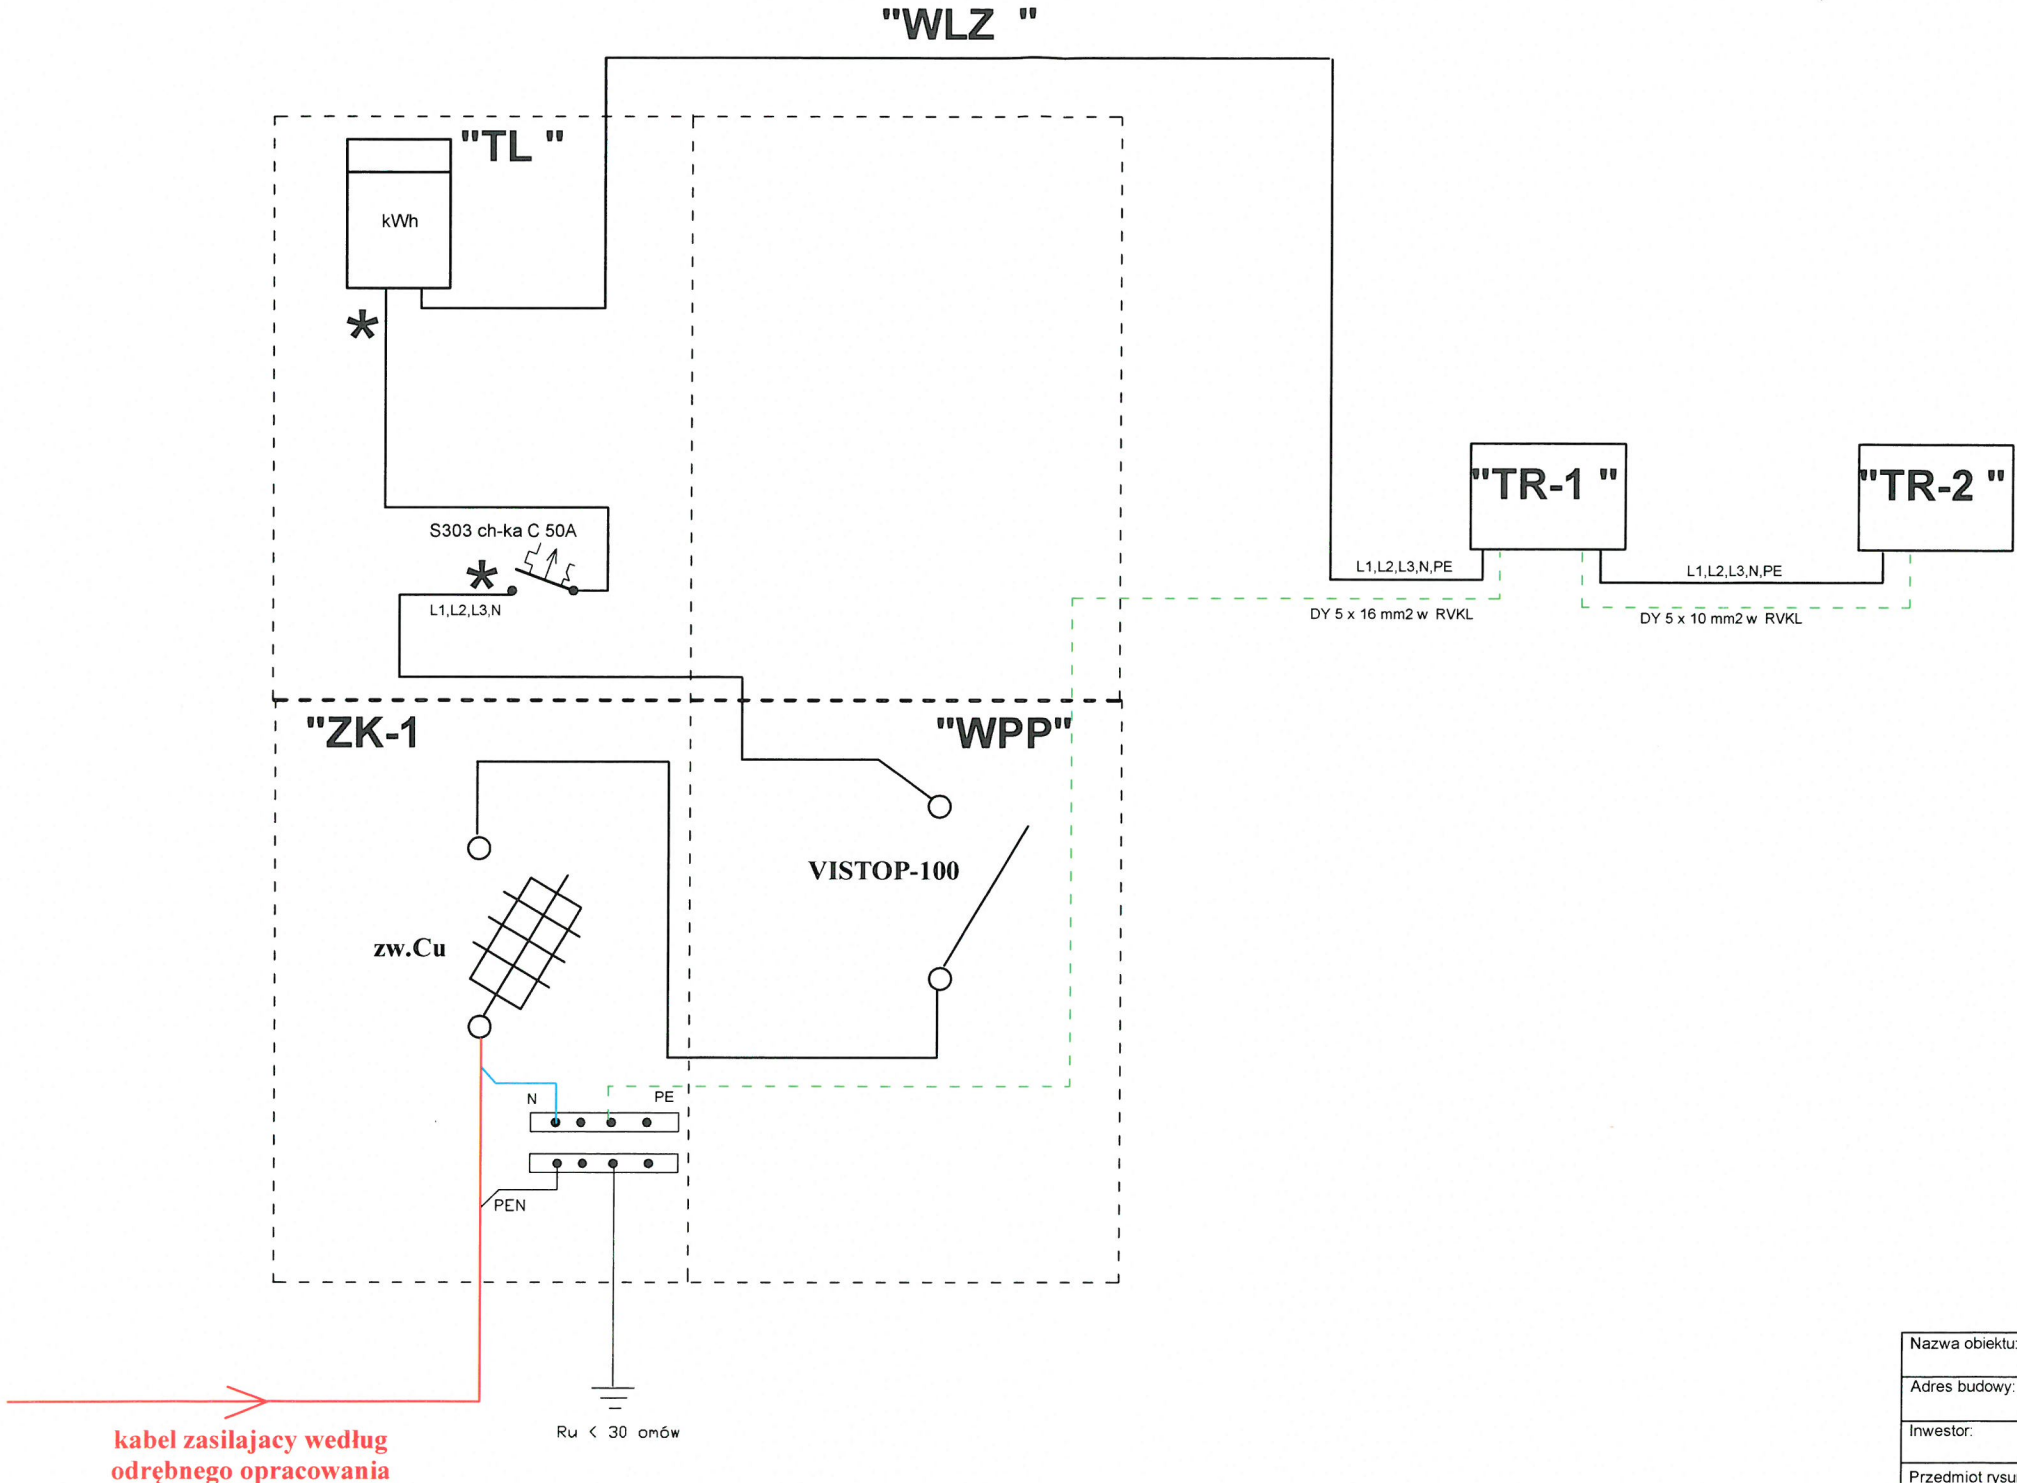 "WLZ "
"TL "
kWh
S303 ch-ka C 50A
*
*
L1,L2,L3,N
"TR-1 "
"TR-2 "
L1,L2,L3,N,PE
L1,L2,L3,N,PE
DY 5 x 16 mm2 w RVKL
DY 5 x 10 mm2 w RVKL
"ZK-1
"WPP"
VISTOP-100
zw.Cu
N
PE
PEN
Ru < 30 omów
kabel zasilajacy według
odrębnego opracowania
Nazwa obiektu:
Adres budowy:
Inwestor:
Przedmiot rysu